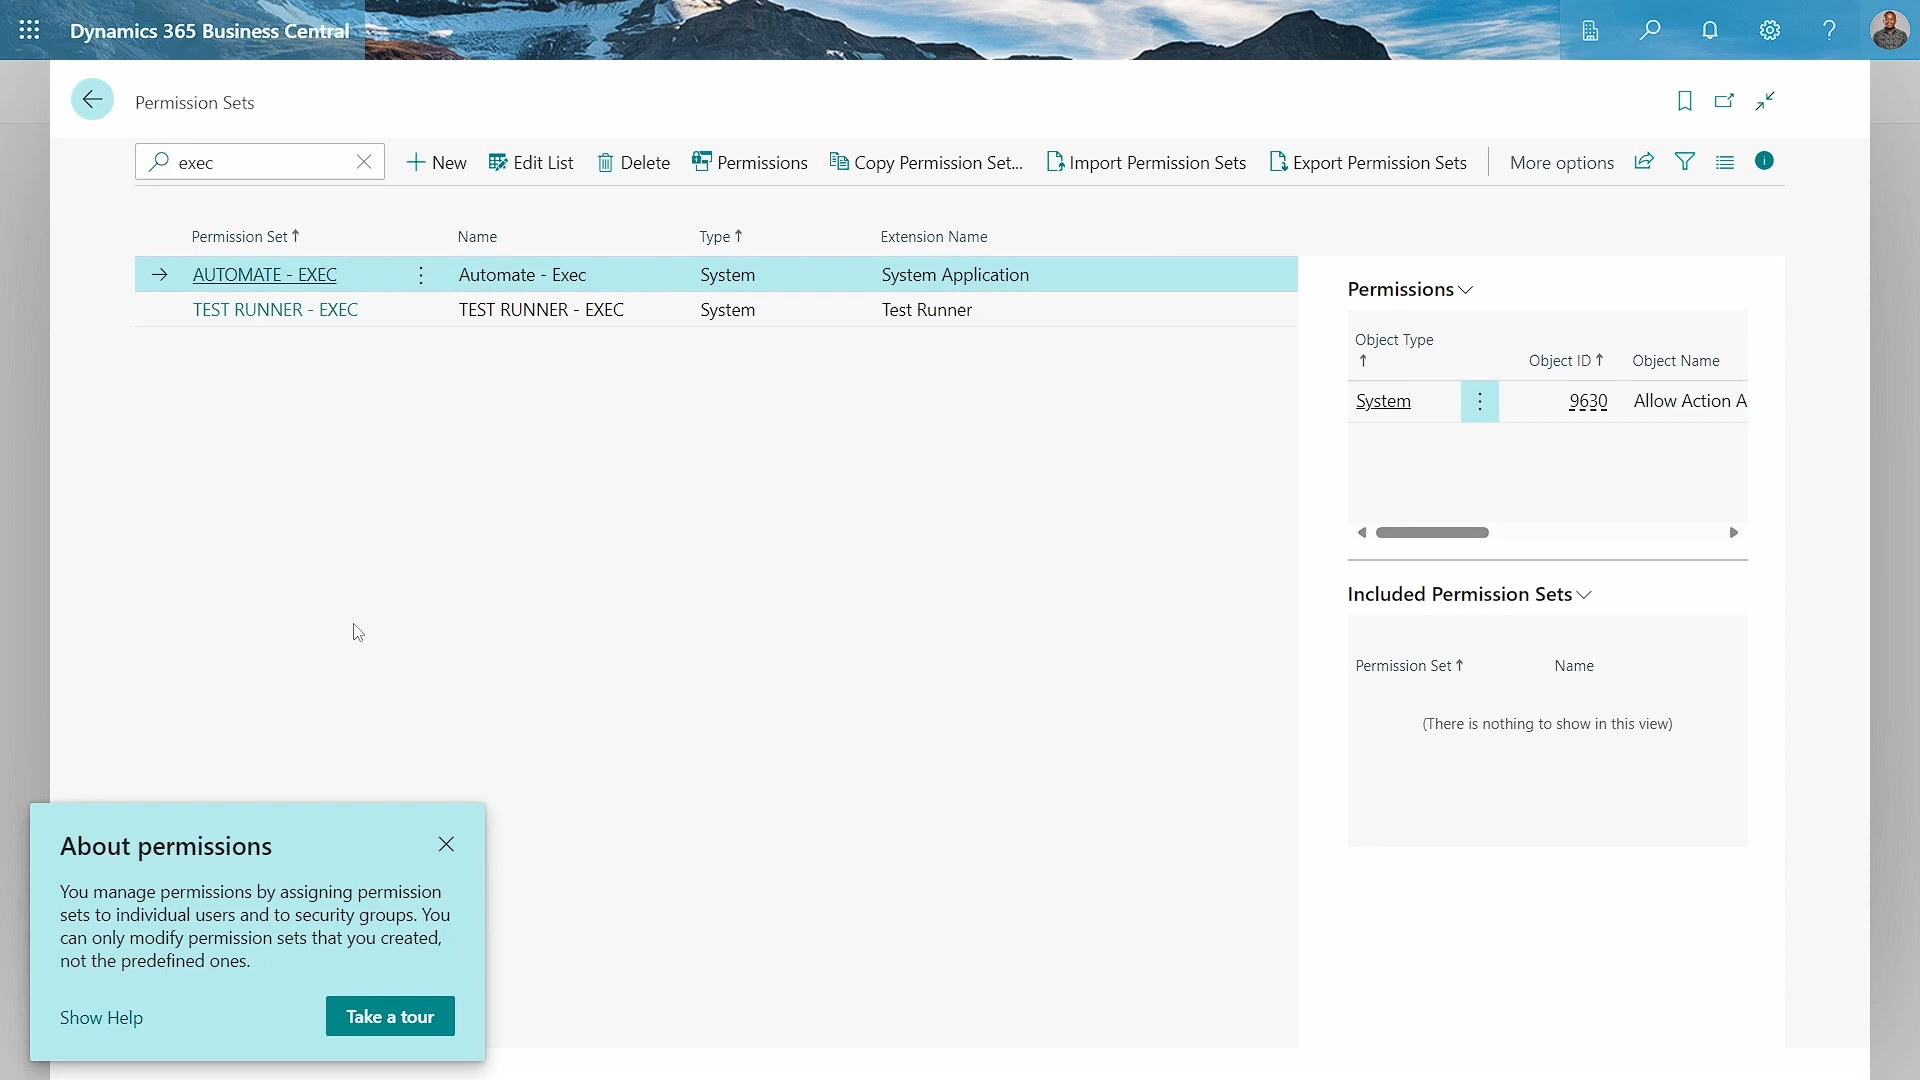 Dynamics 365 Business Central
Permission Sets
exec
New
Edit List
Delete
Permissions
Copy Permission Set...
Import Permission Sets
Export Permission Sets
More options
Permission Set
Name
Type
Extension Name
AUTOMATE - EXEC
Automate - Exec
System
System Application
TEST RUNNER - EXEC
TEST RUNNER - EXEC
System
Test Runner
Permissions
Object Type
Object ID
Object Name
System
9630
Allow Action A
Included Permission Sets
Permission Set
Name
(There is nothing to show in this view)
About permissions
You manage permissions by assigning permission
sets to individual users and to security groups. You
can only modify permission sets that you created,
not the predefined ones.
Show Help
Take a tour